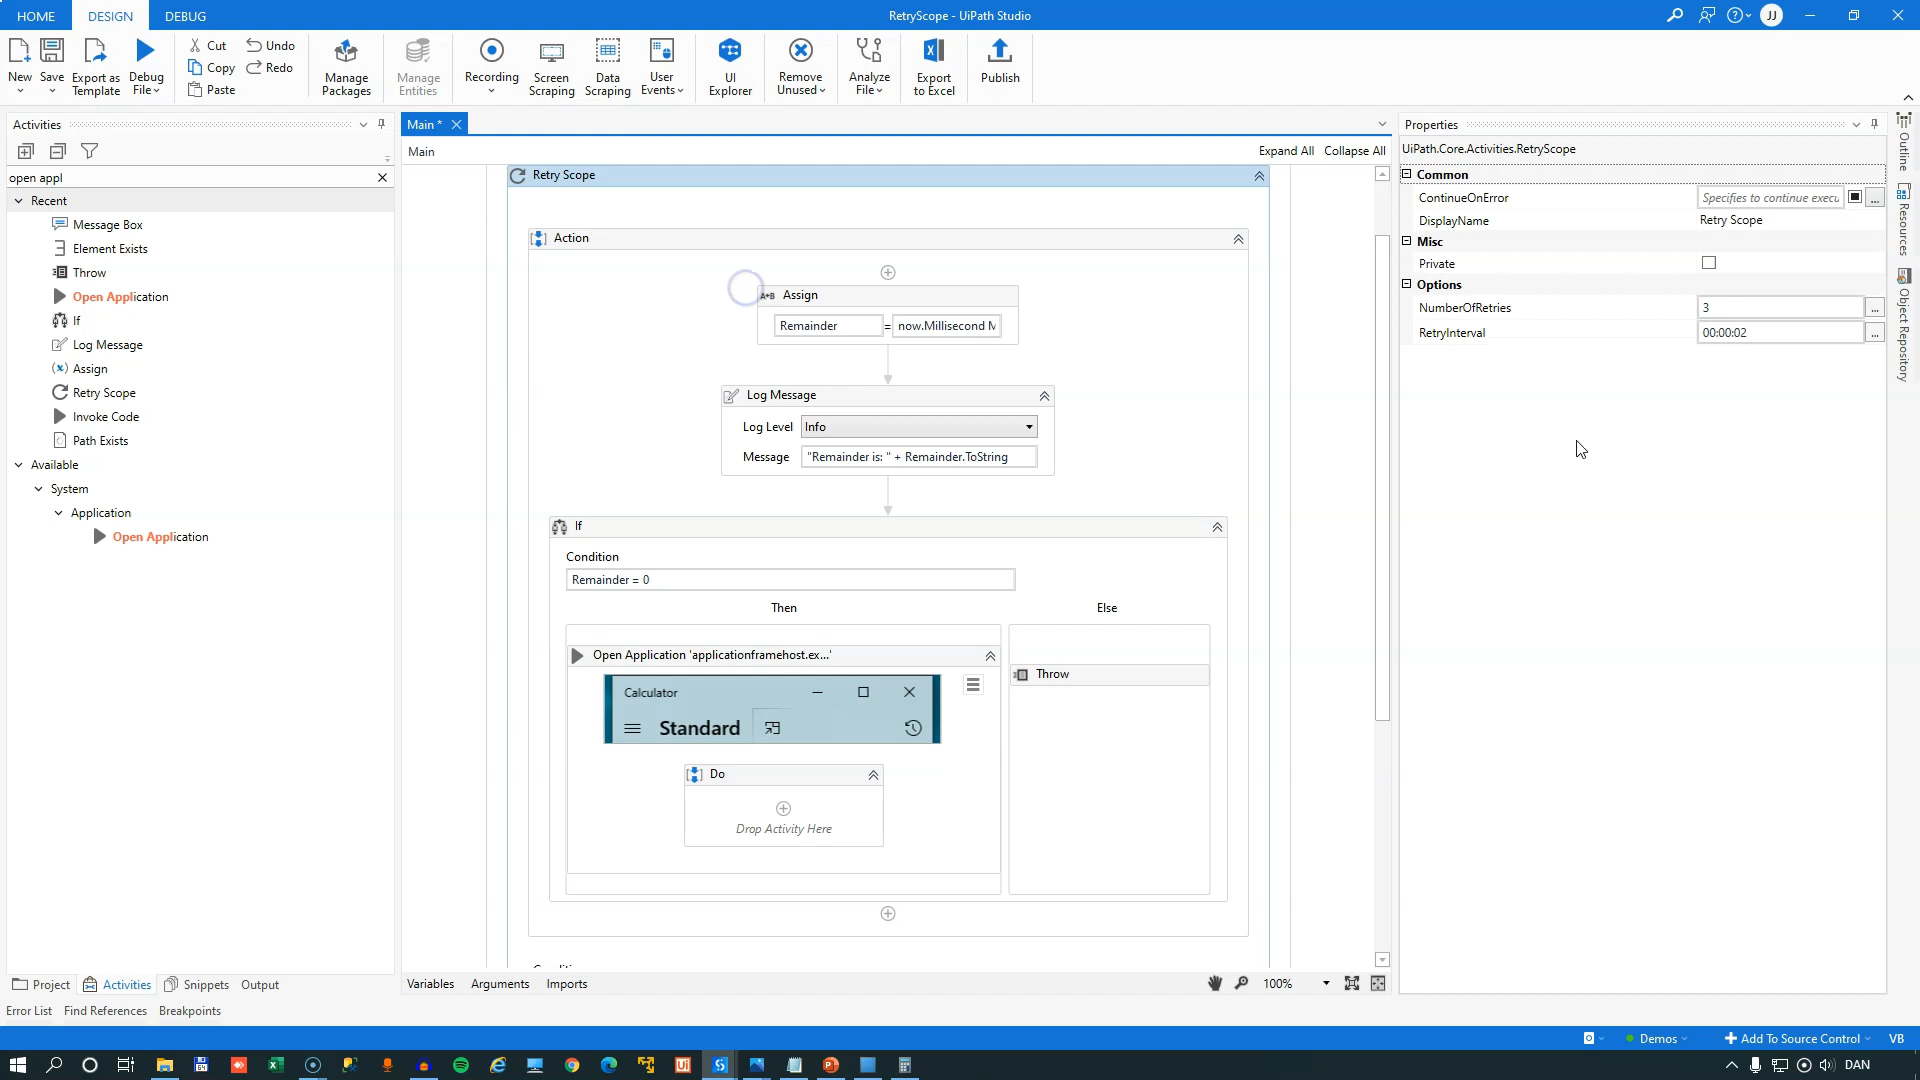 HOME DESIGN DEBUG RetryScope - UiPath Studio JJ
New Save Export as Template Debug File Cut Copy Paste Undo Redo Manage Packages Manage Entities Recording Screen Scraping Data Scraping User Events UI Explorer Remove Unused Analyze File Export to Excel Publish
Activities
open appl
Recent
Message Box
Element Exists
Throw
Open Application
If
Log Message
Assign
Retry Scope
Invoke Code
Path Exists
Available
System
Application
Open Application
Project Activities Snippets Output
Error List Find References Breakpoints
Main *
Main Expand All Collapse All
Retry Scope
Action
A+B Assign
Remainder = now.Millisecond M
Log Message
Log Level Info
Message "Remainder is: " + Remainder.ToString
If
Condition
Remainder = 0
Then Else
Open Application 'applicationframehost.ex...'
Calculator
Standard
Do
Drop Activity Here
Throw
Variables Arguments Imports 100%
Properties
UiPath.Core.Activities.RetryScope
Common
ContinueOnError Specifies to continue execu ...
DisplayName Retry Scope
Misc
Private
Options
NumberOfRetries 3 ...
RetryInterval 00:00:02 ...
Outline
Resources
Object Repository
Demos Add To Source Control VB
Ui DAN